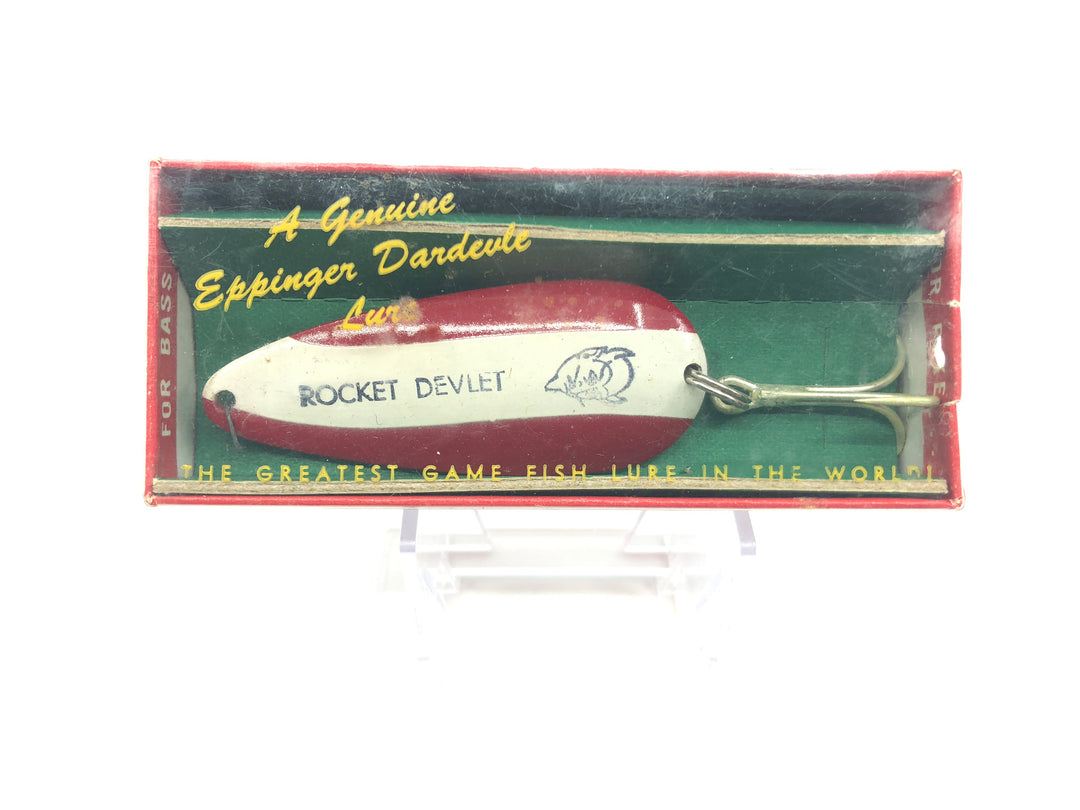 A Genuine
Eppinger Dardevle
Lure
ROCKET DEVLET
THE GREATEST GAME FISH LURE IN THE WORLD!
FOR BASS